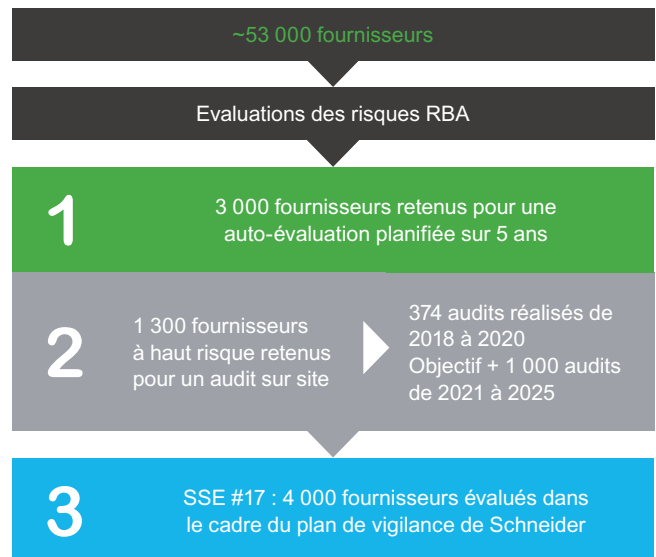 ~53 000 fournisseurs
Evaluations des risques RBA
1
3 000 fournisseurs retenus pour une
auto-évaluation planifiée sur 5 ans
2
1 300 fournisseurs
à haut risque retenus
pour un audit sur site
374 audits réalisés de
2018 à 2020
Objectif + 1 000 audits
de 2021 à 2025
3
SSE #17 : 4 000 fournisseurs évalués dans
le cadre du plan de vigilance de Schneider